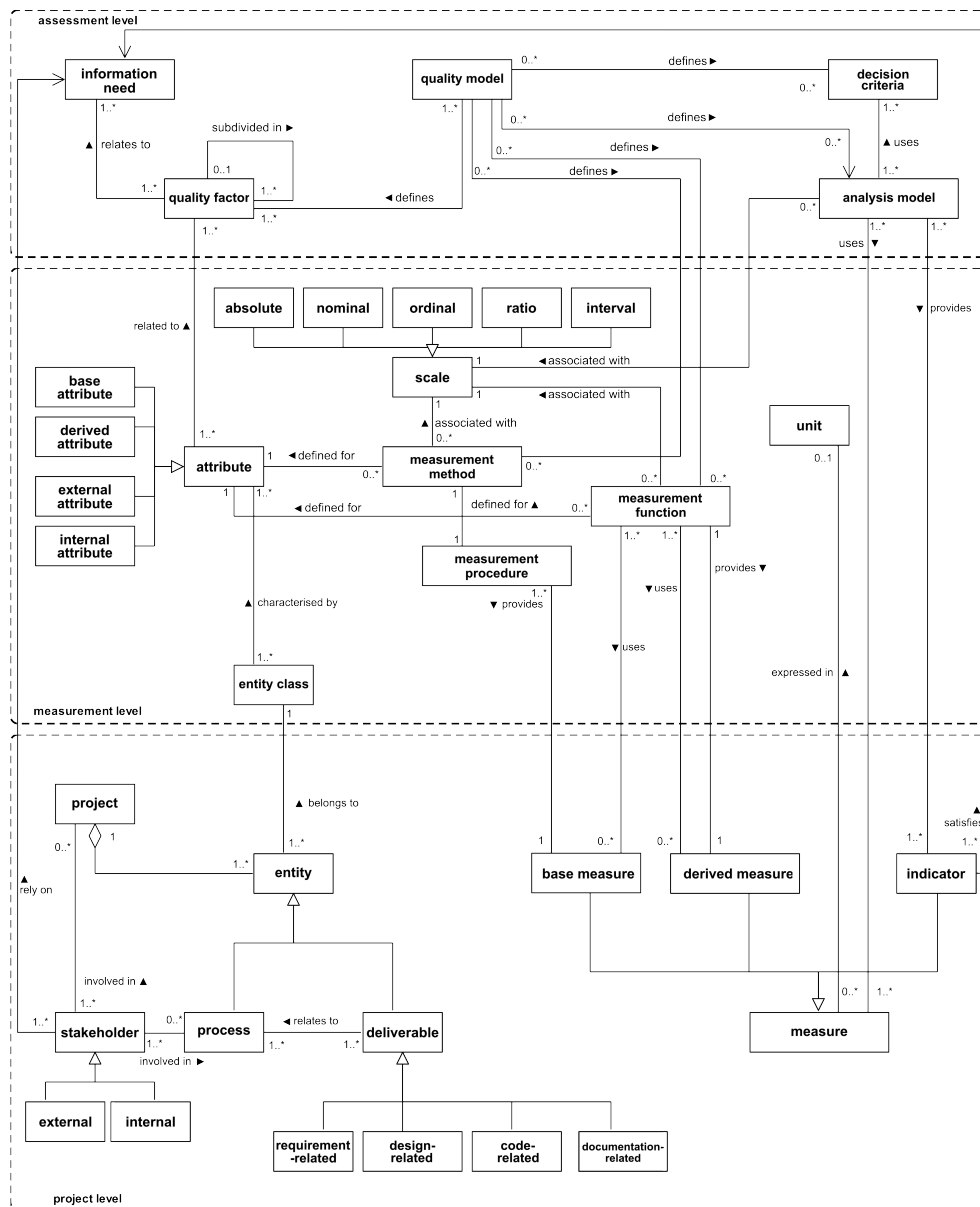 assessment level
information
need
quality model
0..*
defines ►
0..*
decision
criteria
1..*
1..*
0..*
defines ►
1..*
subdivided in ►
▲ relates to
0..*
defines ►
0..*
▲ uses
0..1
0..*
defines ►
1..*
1..*
quality factor
1..*
◄ defines
1..*
0..*
analysis model
1..*
1..*
1..*
1..*
uses ▼
absolute
nominal
ordinal
ratio
interval
▼ provides
related to ▲
scale
1
◄ associated with
1
◄ associated with
base
attribute
1
unit
derived
attribute
▲ associated with
1..*
0..*
0..1
attribute
1
◄ defined for
0..*
measurement
method
0..*
external
attribute
1
1..*
1
0..*
0..*
◄ defined for
defined for ▲
0..*
measurement
function
internal
attribute
1
1..*
1..*
1
measurement
procedure
provides ▼
1..*
▼ uses
▲ characterised by
▼ provides
▼ uses
1..*
entity class
expressed in ▲
measurement level
1
project
▲ belongs to
▲
satisfies
1
0..*
1..*
1..*
1
0..*
0..*
1
1..*
1..*
entity
base measure
derived measure
indicator
▲
rely on
involved in ▲
1..*
0..*
1..*
1..*
stakeholder
0..*
process
◄ relates to
deliverable
1..*
1..*
1..*
measure
involved in ►
external
internal
requirement
-related
design-
related
code-
related
documentation-
related
project level